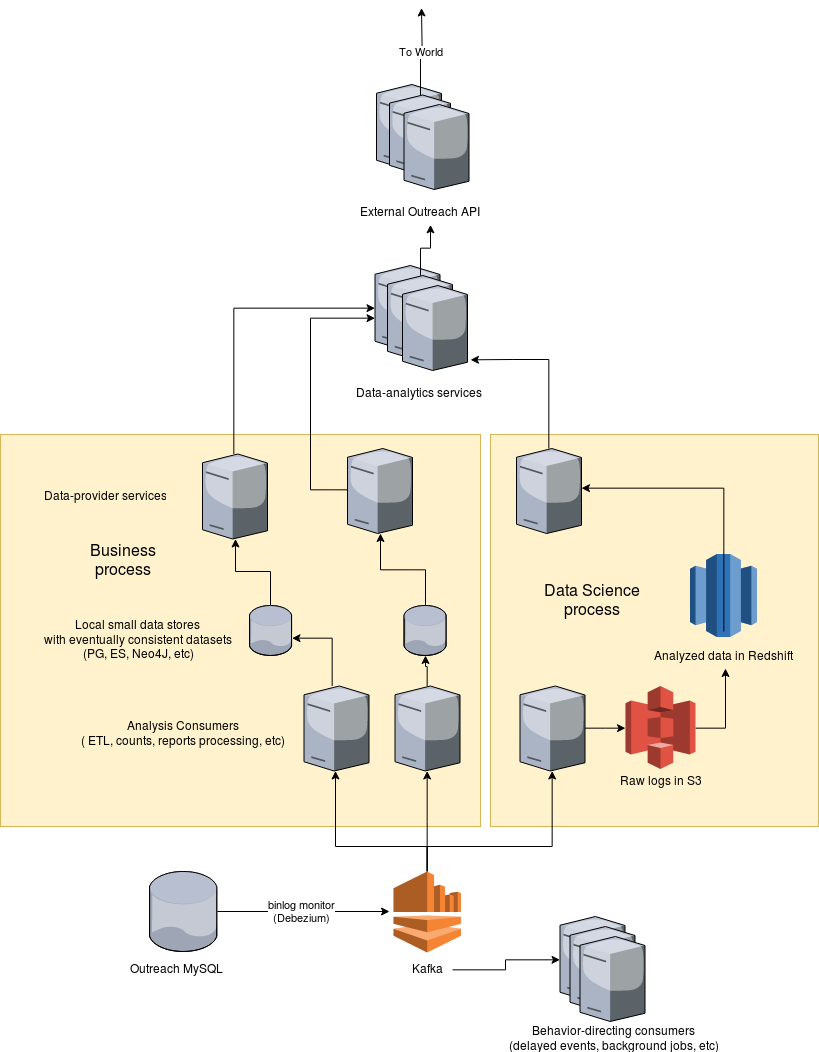 To World
External Outreach API
Data-analytics services
Data-provider services
Business
process
Data Science
process
Local small data stores
with eventually consistent datasets
(PG, ES, Neo4J, etc)
Analyzed data in Redshift
Analysis Consumers
( ETL, counts, reports processing, etc)
Raw logs in S3
binlog monitor
(Debezium)
Outreach MySQL
Kafka
Behavior-directing consumers
(delayed events, background jobs, etc)